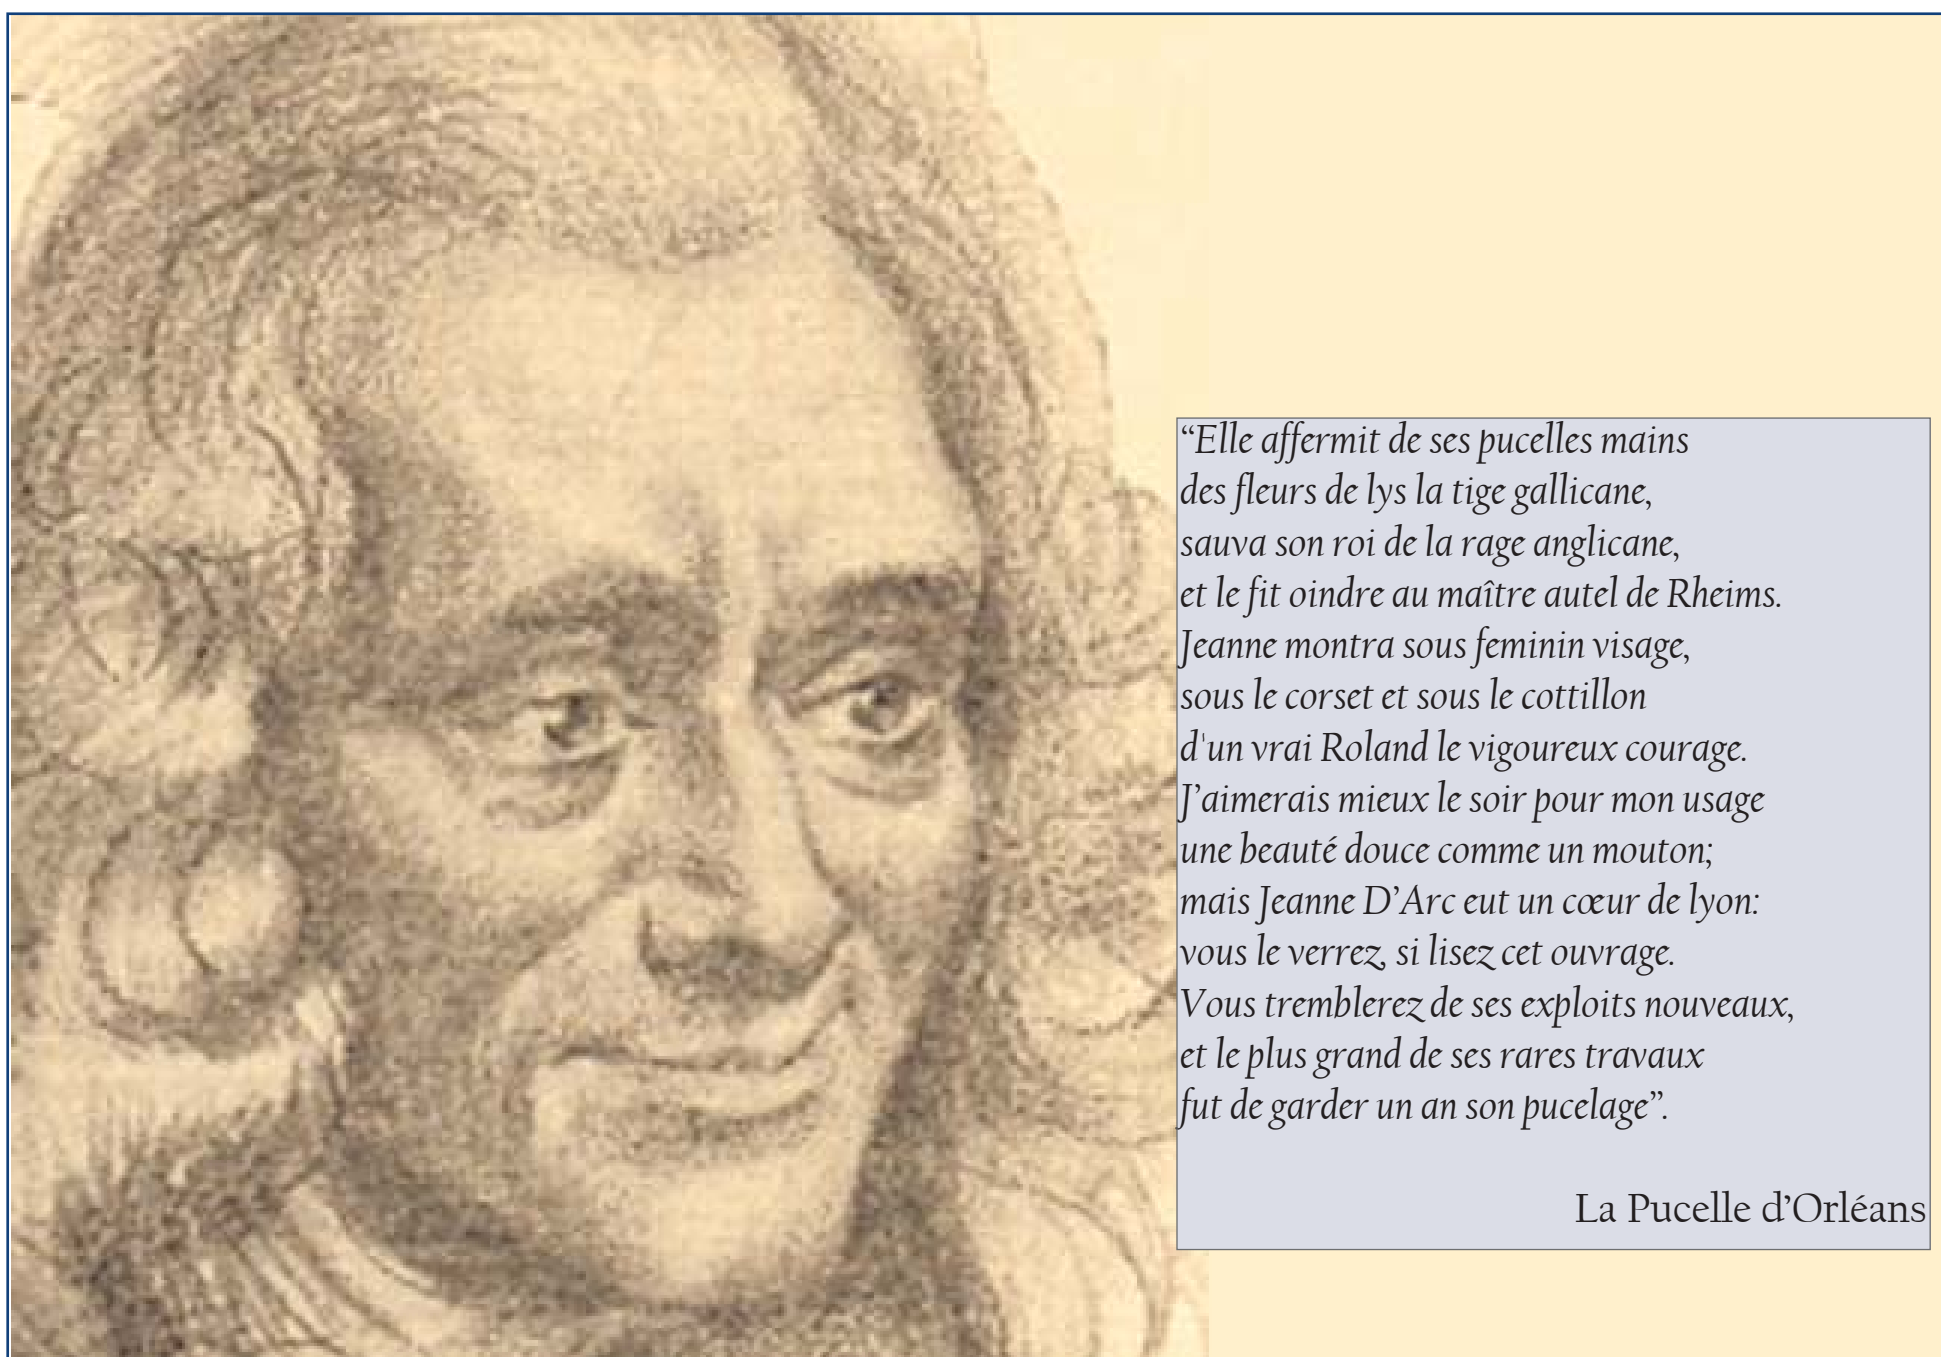 “Elle affermit de ses pucelles mains
des fleurs de lys la tige gallicane,
sauva son roi de la rage anglicane,
et le fit oindre au maître autel de Rheims.
Jeanne montra sous feminin visage,
sous le corset et sous le cottillon
d'un vrai Roland le vigoureux courage.
J’aimerais mieux le soir pour mon usage
une beauté douce comme un mouton;
mais Jeanne D’Arc eut un cœur de lyon:
vous le verrez, si lisez cet ouvrage.
Vous tremblerez de ses exploits nouveaux,
et le plus grand de ses rares travaux
fut de garder un an son pucelage”.
La Pucelle d’Orléans